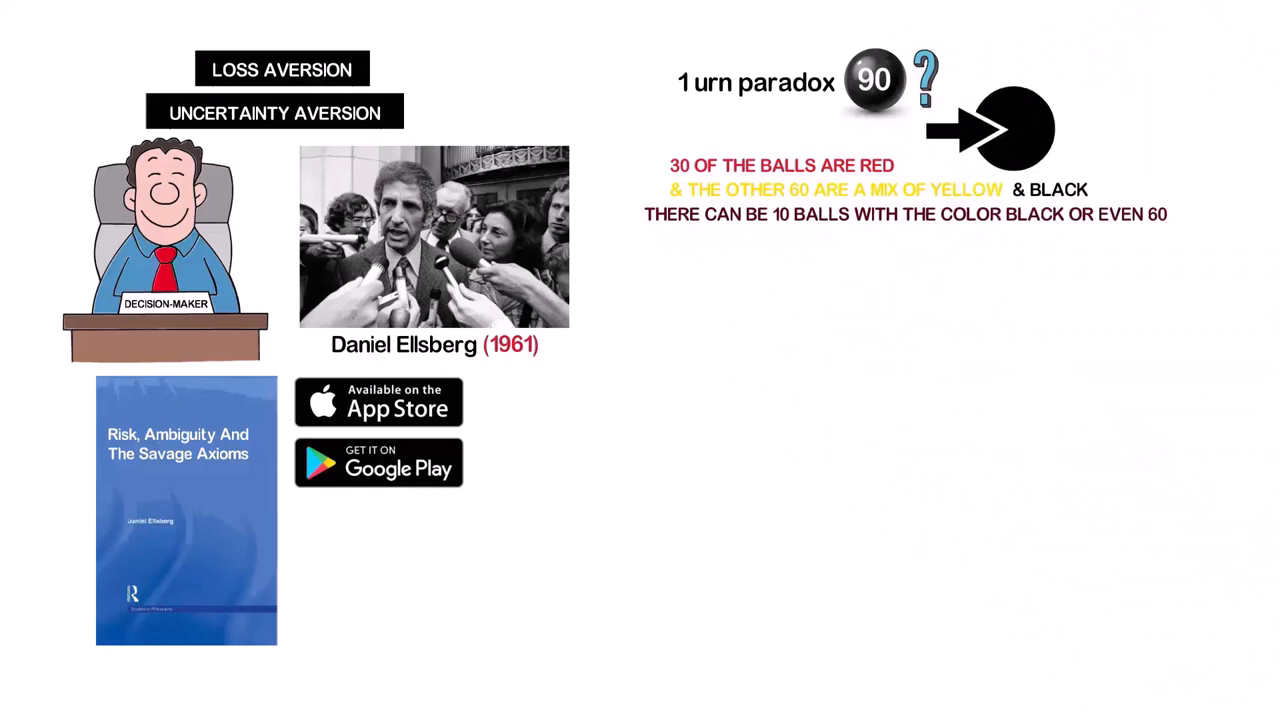 LOSS AVERSION
UNCERTAINTY AVERSION
DECISION-MAKER
Daniel Ellsberg (1961)
Risk, Ambiguity And
The Savage Axioms
Daniel Ellsberg
R
Studies in Philosophy
Available on the
App Store
GET IT ON
Google Play
1 urn paradox 90 ?
30 OF THE BALLS ARE RED
& THE OTHER 60 ARE A MIX OF YELLOW & BLACK
THERE CAN BE 10 BALLS WITH THE COLOR BLACK OR EVEN 60